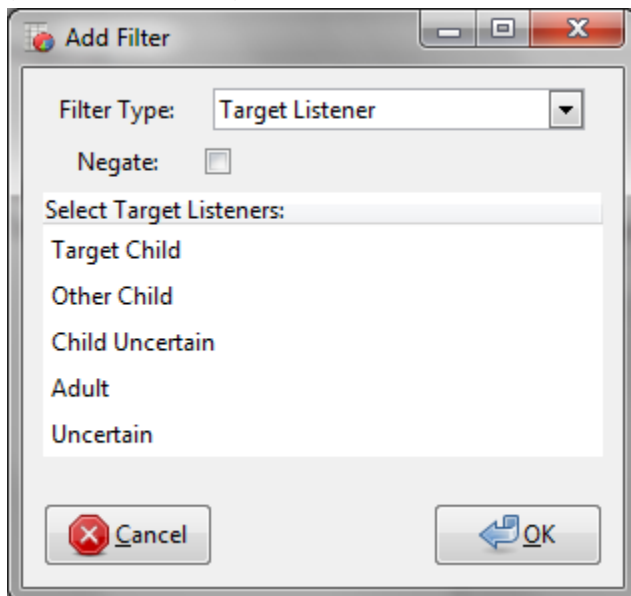 Add Filter
Filter Type: Target Listener
Negate:
Select Target Listeners:
Target Child
Other Child
Child Uncertain
Adult
Uncertain
Cancel OK